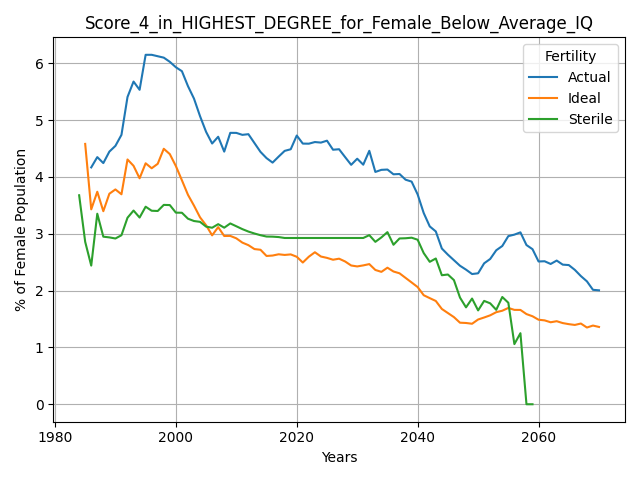 Score_4_in_HIGHEST_DEGREE_for_Female_Below_Average_IQ
Fertility
Actual
Ideal
Sterile
% of Female Population
6
5
4
3
2
1
0
1980 2000 2020 2040 2060
Years